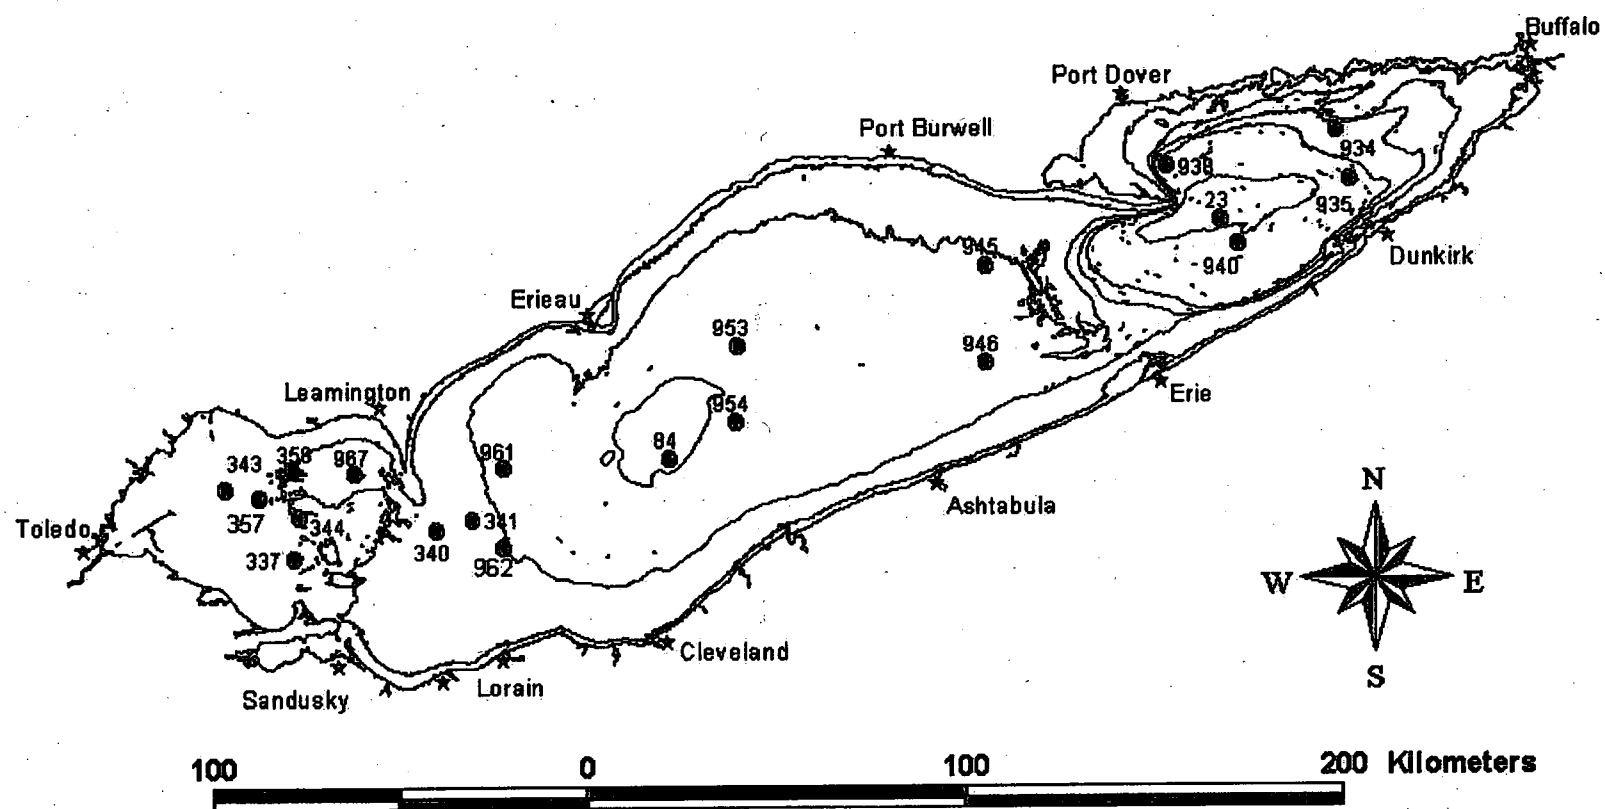 Buffalo
Port Dover
Port Burwell
934
938
935
23
940
945
Dunkirk
Erieau
953
946
Erie
Leamington
954
84
961
343
358
967
Ashtabula
N
Toledo
357
344
341
340
337
962
W
E
Cleveland
S
Sandusky
Lorain
100
0
100
200 Kilometers